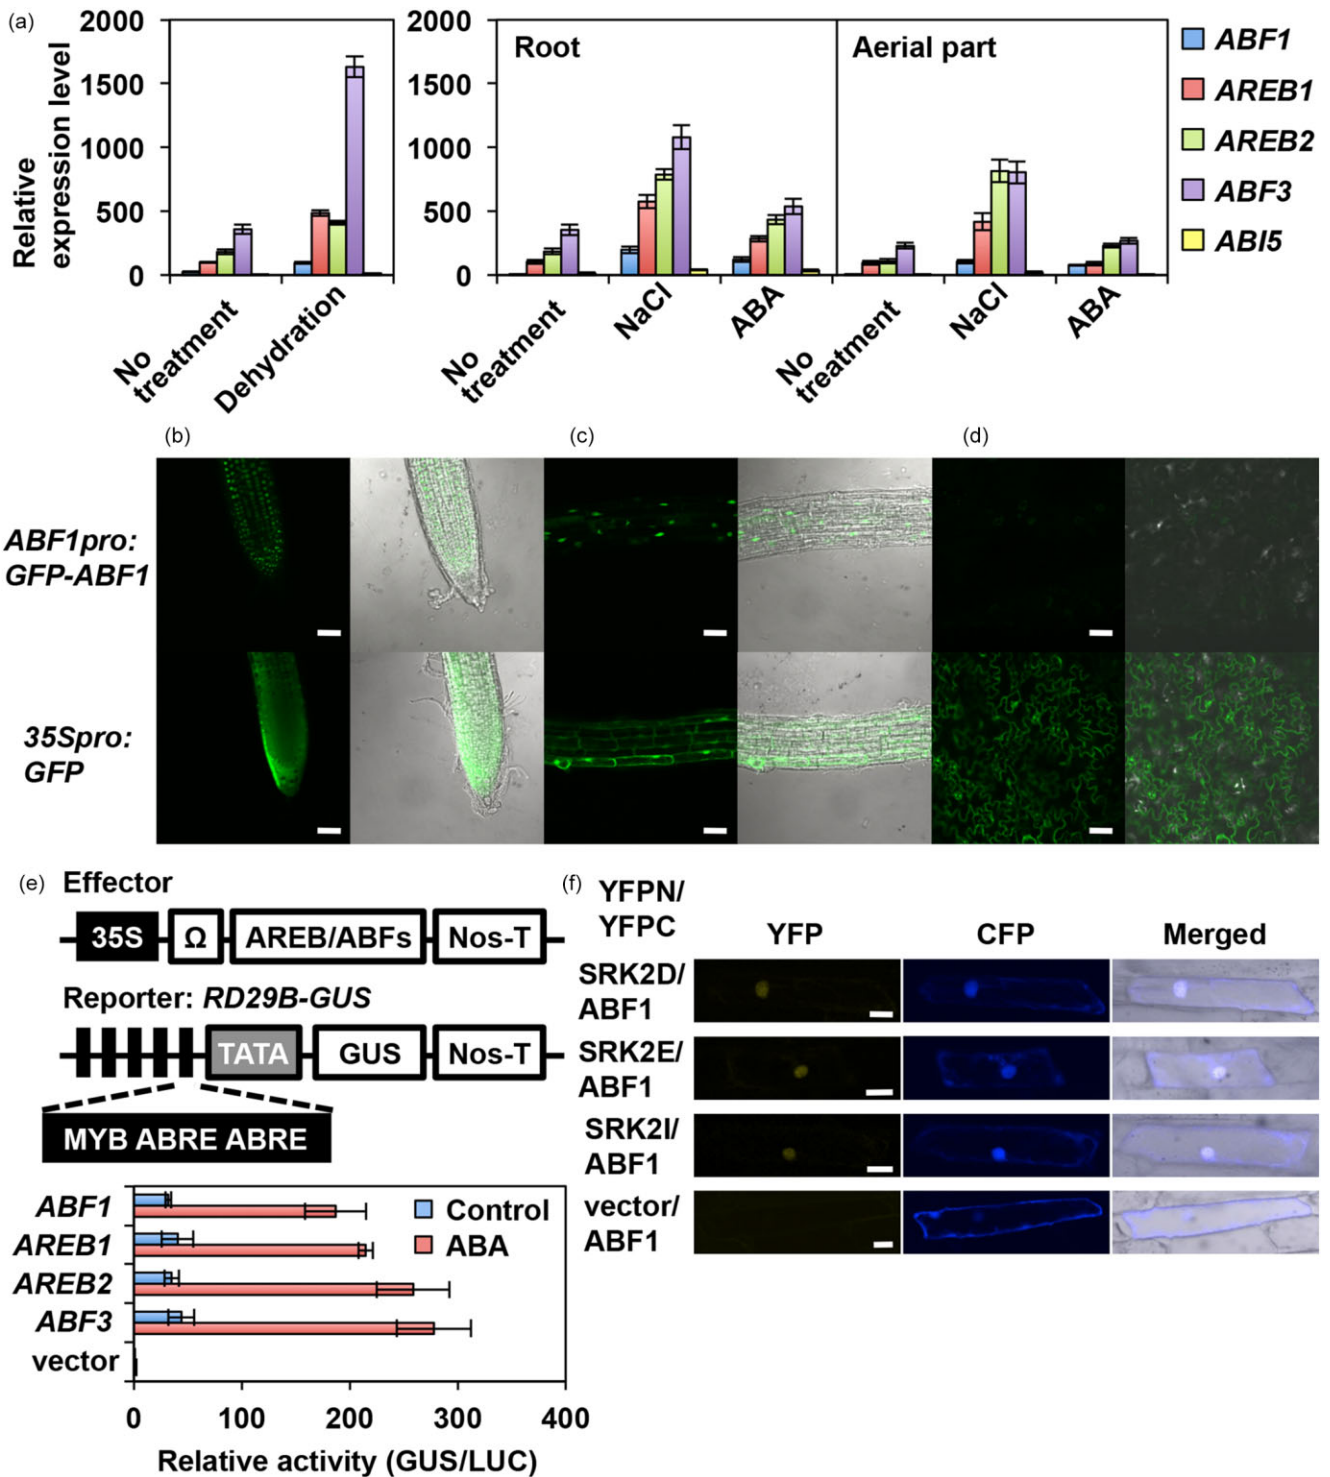 (a)
2000
1500
1000
500
0
Relative
expression level
No
treatment
Dehydration
2000
1500
1000
500
0
Root
Aerial part
No
treatment
NaCl
ABA
No
treatment
NaCl
ABA
ABF1
AREB1
AREB2
ABF3
ABI5
(b)
(c)
(d)
ABF1pro:
GFP-ABF1
35Spro:
GFP
(e)
Effector
35S Ω AREB/ABFs Nos-T
Reporter: RD29B-GUS
TATA GUS Nos-T
MYB ABRE ABRE
ABF1
AREB1
AREB2
ABF3
vector
Control
ABA
0 100 200 300 400
Relative activity (GUS/LUC)
(f)
YFPN/
YFPC
YFP CFP Merged
SRK2D/
ABF1
SRK2E/
ABF1
SRK2I/
ABF1
vector/
ABF1